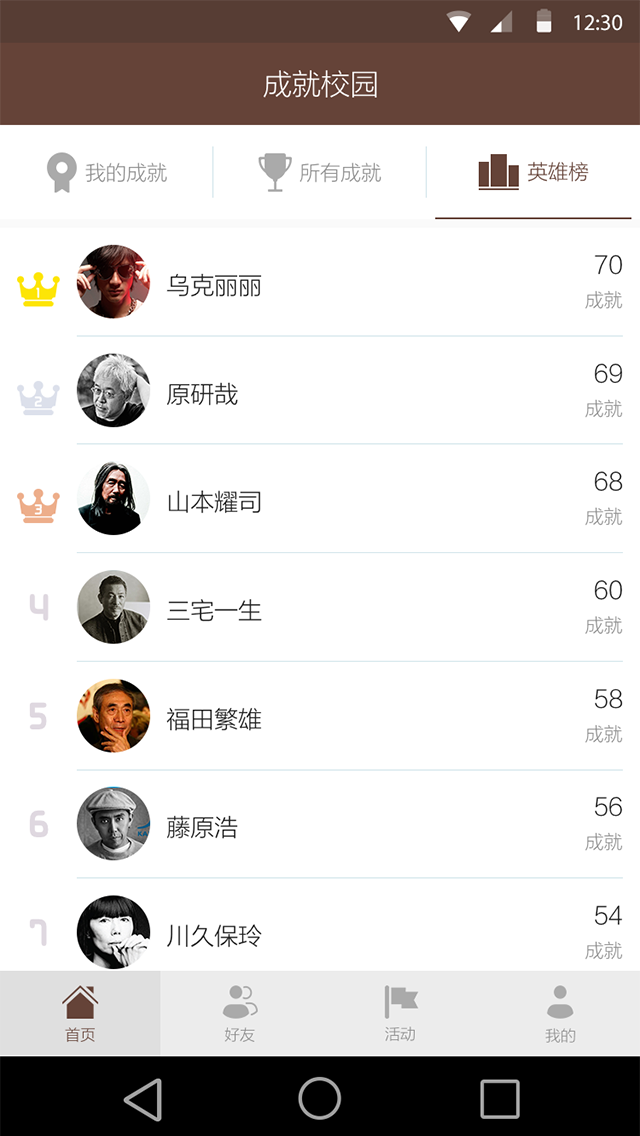 12:30
成就校园
我的成就
所有成就
英雄榜
1
乌克丽丽
70
成就
2
原研哉
69
成就
3
山本耀司
68
成就
4
三宅一生
60
成就
5
福田繁雄
58
成就
6
藤原浩
56
成就
7
川久保玲
54
成就
首页
好友
活动
我的